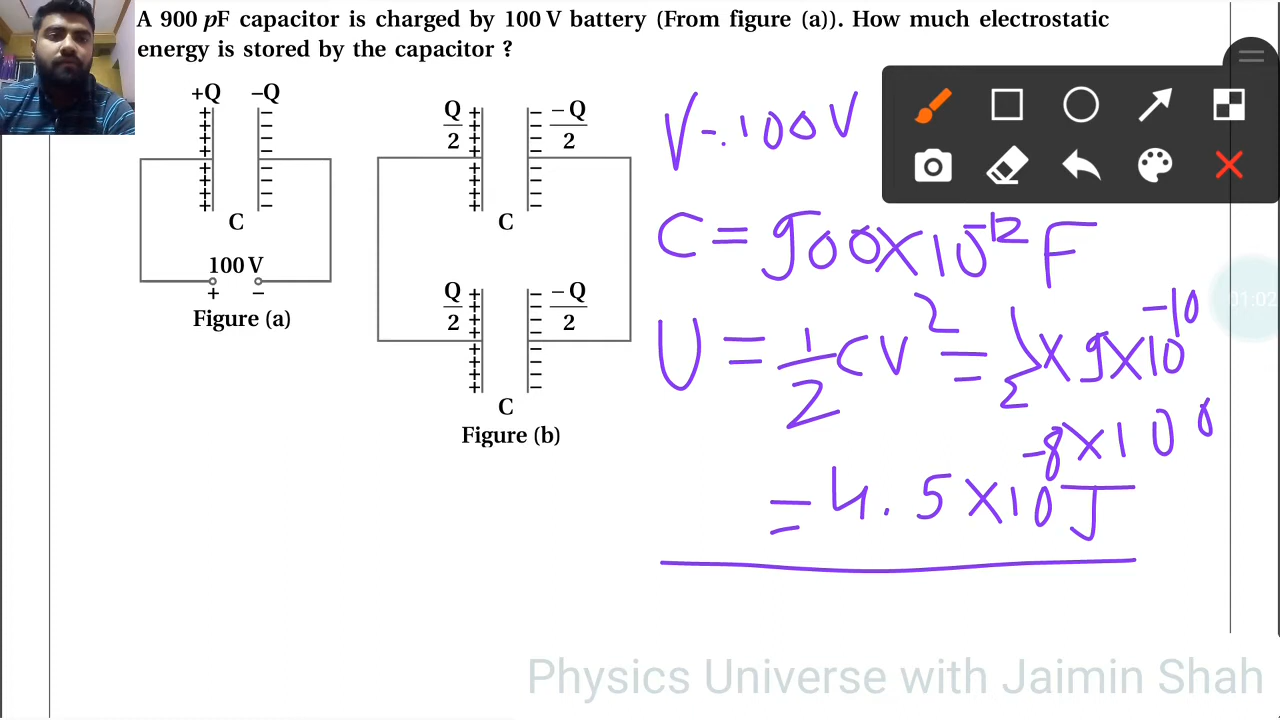 A 900 pF capacitor is charged by 100 V battery (From figure (a)). How much electrostatic
energy is stored by the capacitor ?
+Q –Q
C
100 V
+ –
Figure (a)
Q/2 –Q/2
C
Q/2 –Q/2
C
Figure (b)
V = 100 V
C = 900 × 10⁻¹² F
U = 1/2 CV² = 1/2 × 9 × 10⁻¹⁰
× 100
= 4.5 × 10⁻⁸ J
01:02
Physics Universe with Jaimin Shah